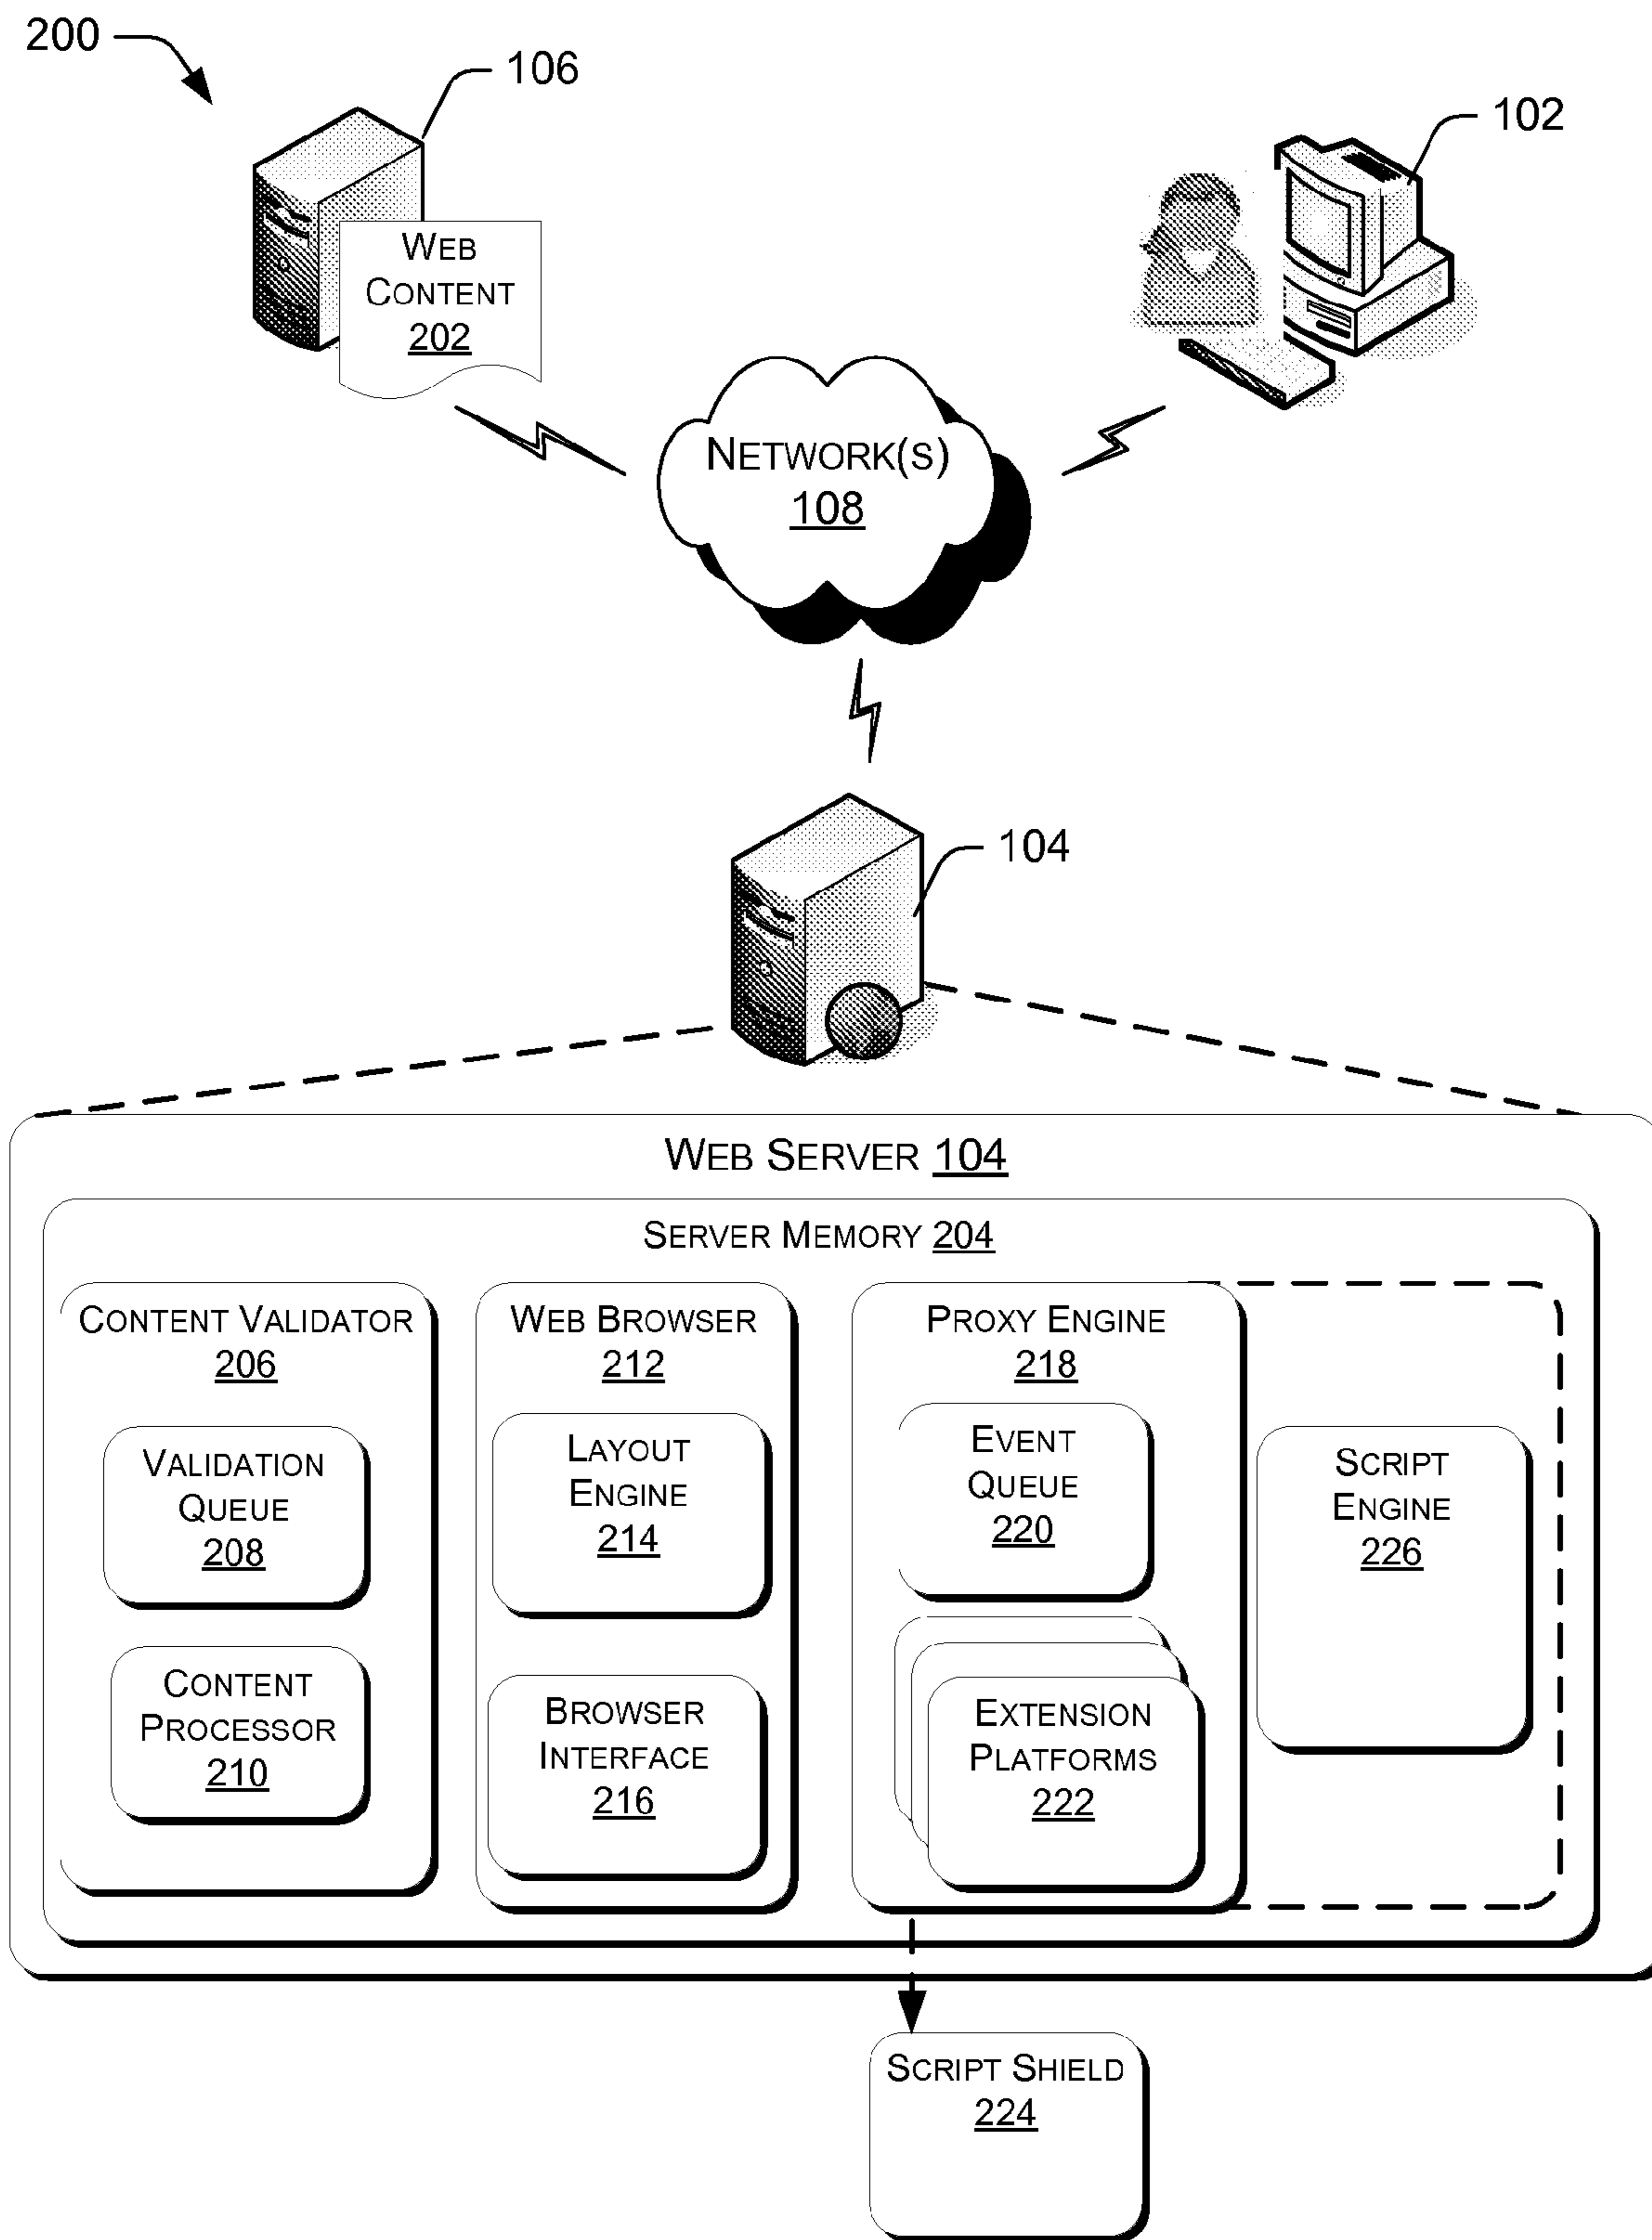 200
106
102
WEB
CONTENT
202
NETWORK(S)
108
104
WEB SERVER 104
SERVER MEMORY 204
CONTENT VALIDATOR
206
VALIDATION
QUEUE
208
CONTENT
PROCESSOR
210
WEB BROWSER
212
LAYOUT
ENGINE
214
BROWSER
INTERFACE
216
PROXY ENGINE
218
EVENT
QUEUE
220
EXTENSION
PLATFORMS
222
SCRIPT
ENGINE
226
SCRIPT SHIELD
224